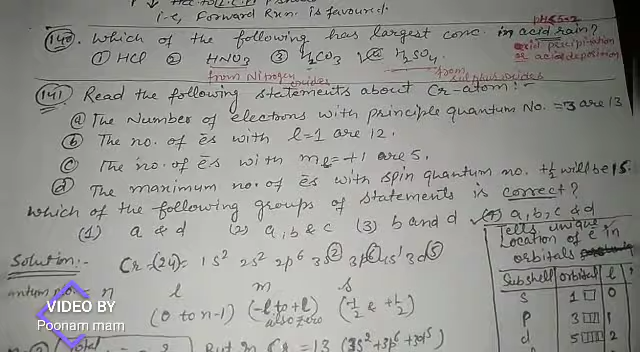 i.e, Forward Rxn. is favoured.
PH<5.2
140. Which of the following has largest conc. in acid rain?
acid precipitation
or acid deposition
① HCl ② HNO3 ③ H2CO3 ④ H2SO4.
from Nitrogen oxides from sulphur oxides
141. Read the following statements about Cr-atom:-
ⓐ The Number of electrons with principle quantum No. =3 are 13
ⓑ The no. of ēs with l=1 are 12.
ⓒ The no. of ēs with ml=+1 are 5.
ⓓ The maximum no. of ēs with spin quantum no. +½ will be 15.
Which of the following groups of statements is correct?
(1) a & d (2) a, b & c (3) b and d (4) a, b, c & d
Tells unique
Location of ē in
orbitals
Solution:-
Cr-(24)= 1s2 2s2 2p6 3s2 3p6 4s1 3d5
Subshell orbital l
s 1 0
p 3 1
d 5 2
n l m s
(0 to n-1) (-l to +l) (-½ & +½)
also zero
VIDEO BY
Poonam mam
Total = 13 (3s2+3p6+3d5)